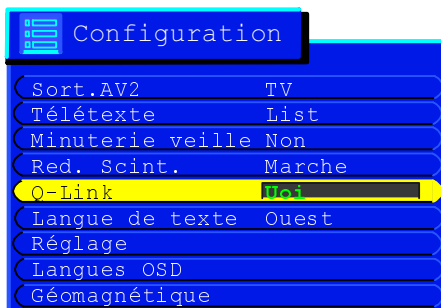 Configuration
Sort.AV2 TV
Télétexte List
Minuterie veille Non
Red. Scint. Marche
Q-Link Uoi
Langue de texte Ouest
Réglage
Langues OSD
Géomagnétique